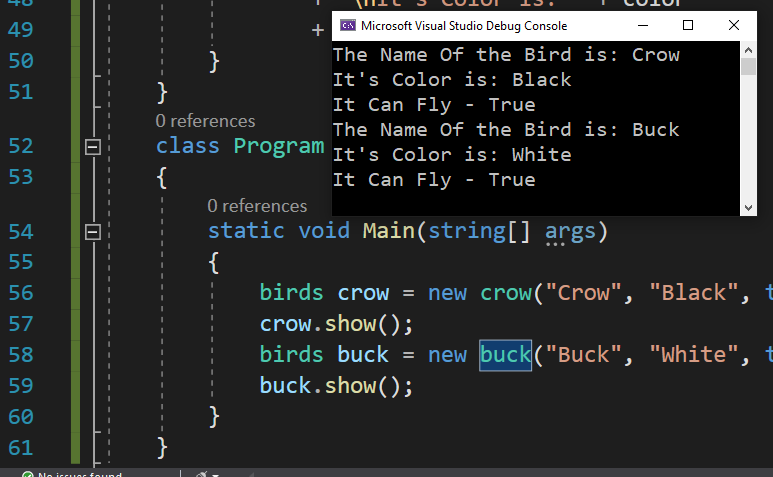 48 + "\nIt's Color is: " + color
49 +
50 }
51 }
0 references
52 class Program
53 {
0 references
54 static void Main(string[] args)
55 {
56 birds crow = new crow("Crow", "Black", t
57 crow.show();
58 birds buck = new buck("Buck", "White", t
59 buck.show();
60 }
61 }
No issues found
Microsoft Visual Studio Debug Console
The Name Of the Bird is: Crow
It's Color is: Black
It Can Fly - True
The Name Of the Bird is: Buck
It's Color is: White
It Can Fly - True